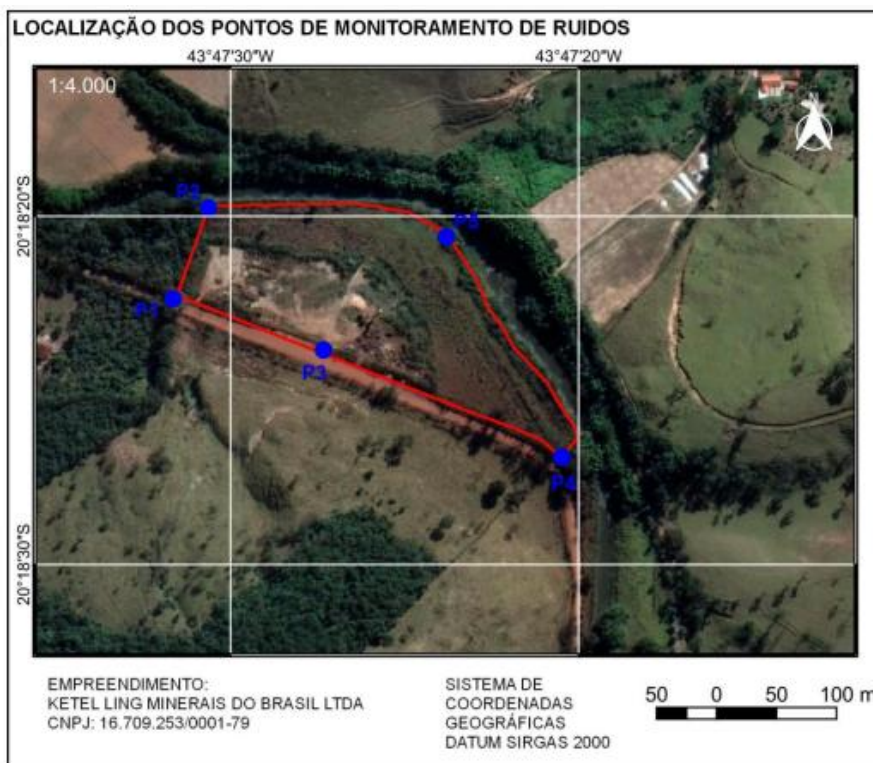 LOCALIZAÇÃO DOS PONTOS DE MONITORAMENTO DE RUIDOS
43°47'30"W 43°47'20"W
1:4.000
N
20°18'20"S
P2
P5
P1
P3
P4
20°18'30"S
EMPREENDIMENTO:
KETEL LING MINERAIS DO BRASIL LTDA
CNPJ: 16.709.253/0001-79
SISTEMA DE
COORDENADAS
GEOGRÁFICAS
DATUM SIRGAS 2000
50 0 50 100 m